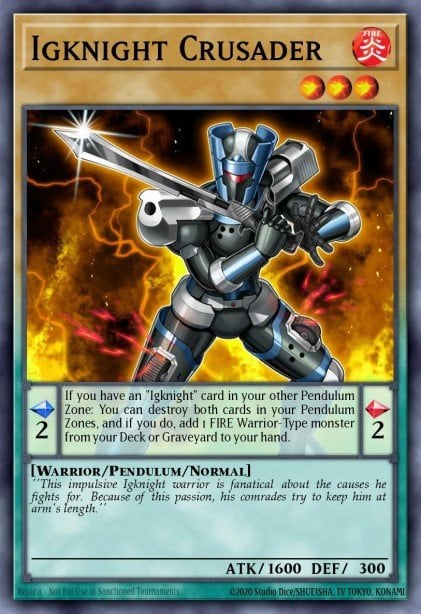 IGKNIGHT CRUSADER
FIRE
炎
If you have an "Igknight" card in your other Pendulum
Zone: You can destroy both cards in your Pendulum
Zones, and if you do, add 1 FIRE Warrior-Type monster
from your Deck or Graveyard to your hand.
2
2
[WARRIOR/PENDULUM/NORMAL]
''This impulsive Igknight warrior is fanatical about the causes he
fights for. Because of this passion, his comrades try to keep him at
arm's length.''
ATK/1600 DEF/ 300
Replica - Not For Use in Sanctioned Tournaments
©2020 Studio Dice/SHUEISHA, TV TOKYO, KONAMI